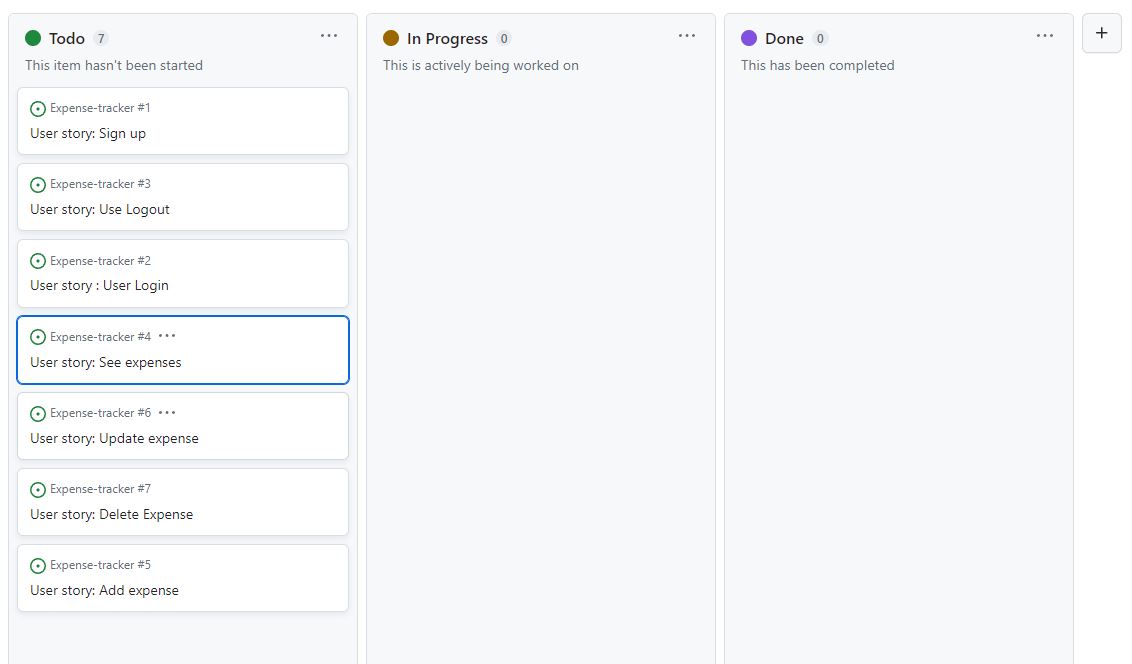 Todo 7
This item hasn't been started
Expense-tracker #1
User story: Sign up
Expense-tracker #3
User story: Use Logout
Expense-tracker #2
User story : User Login
Expense-tracker #4
User story: See expenses
Expense-tracker #6
User story: Update expense
Expense-tracker #7
User story: Delete Expense
Expense-tracker #5
User story: Add expense
In Progress 0
This is actively being worked on
Done 0
This has been completed